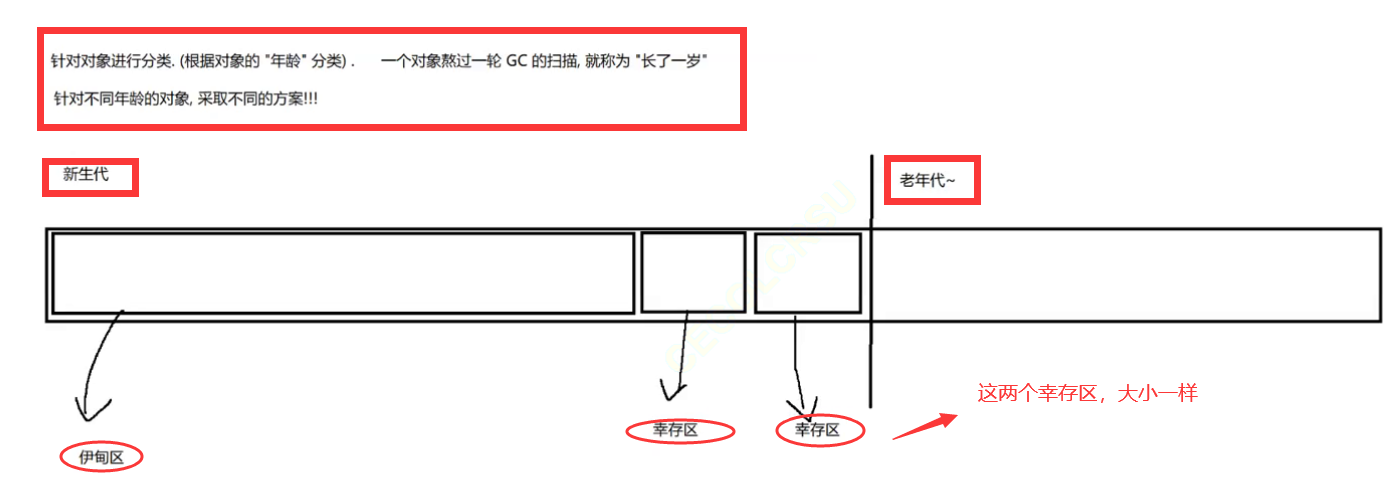 针对对象进行分类. (根据对象的 "年龄" 分类) . 一个对象熬过一轮 GC 的扫描, 就称为 "长了一岁"
针对不同年龄的对象, 采取不同的方案!!!
新生代
老年代~
这两个幸存区，大小一样
幸存区
幸存区
伊甸区